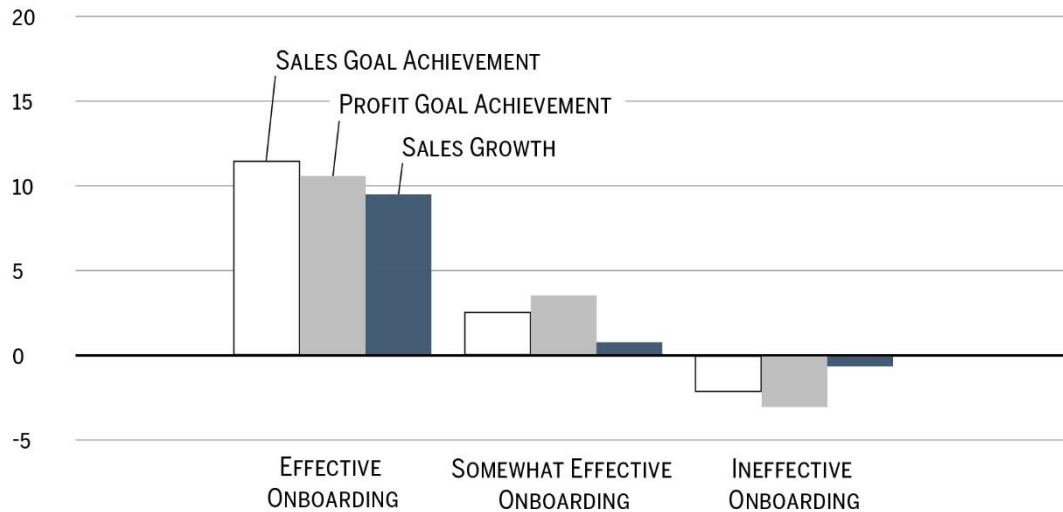 20
SALES GOAL ACHIEVEMENT
15
PROFIT GOAL ACHIEVEMENT
SALES GROWTH
10
5
0
-5
EFFECTIVE
ONBOARDING
SOMEWHAT EFFECTIVE
ONBOARDING
INEFFECTIVE
ONBOARDING